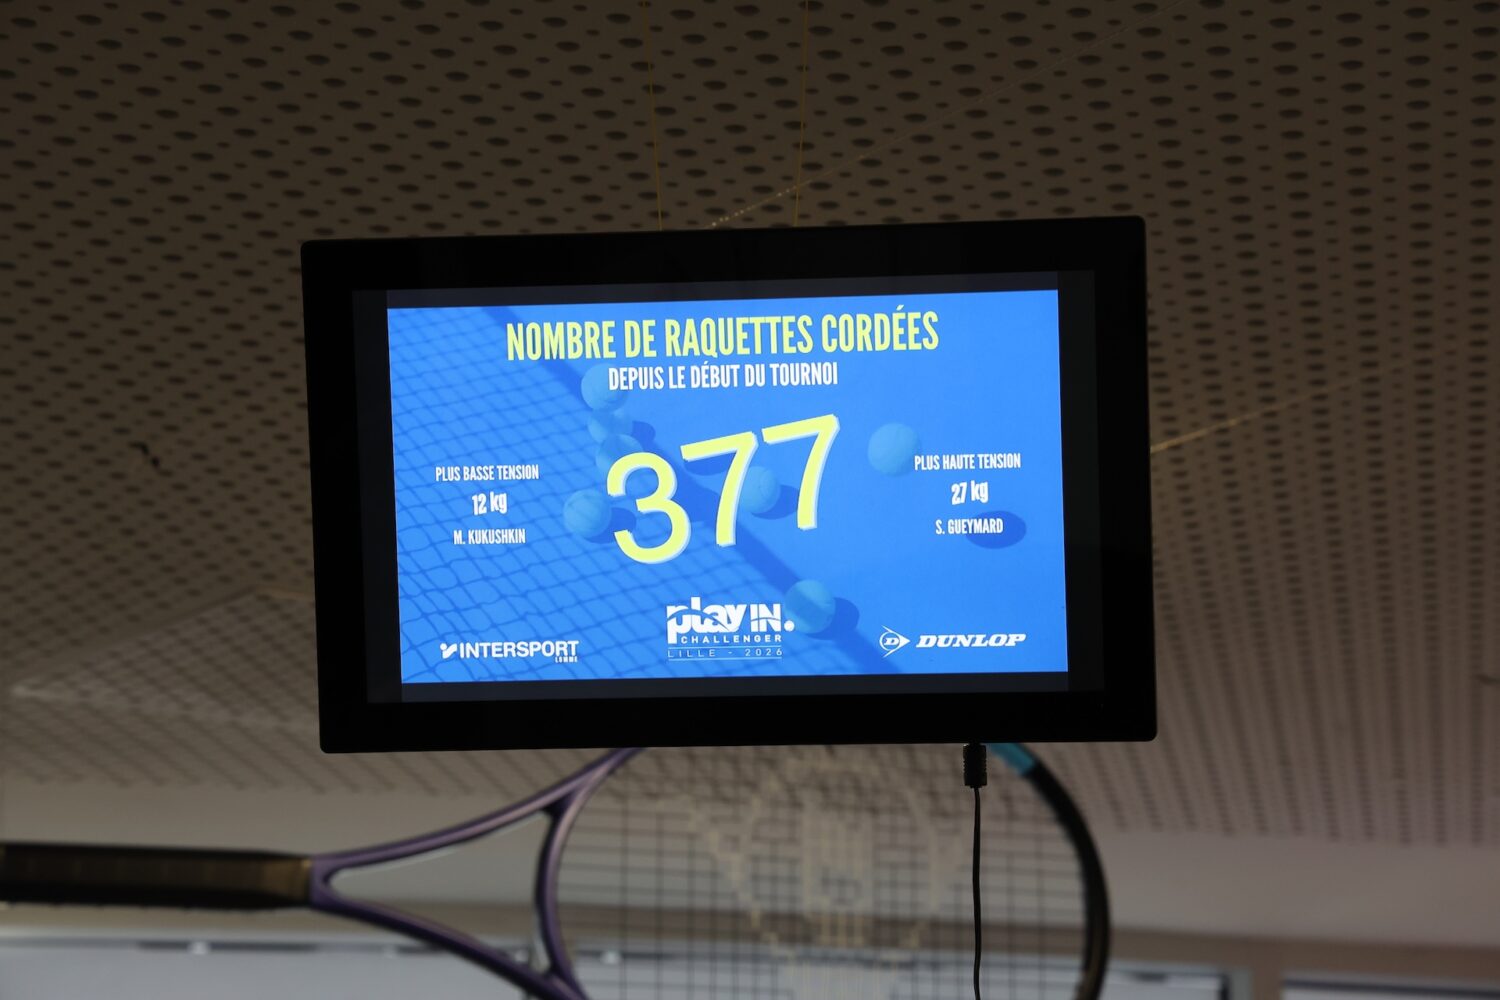 NOMBRE DE RAQUETTES CORDÉES
DEPUIS LE DÉBUT DU TOURNOI
377
PLUS BASSE TENSION
12 kg
M. KUKUSHKIN
PLUS HAUTE TENSION
27 kg
S. GUEYMARD
INTERSPORT
LOMME
play IN.
CHALLENGER
LILLE - 2026
D DUNLOP